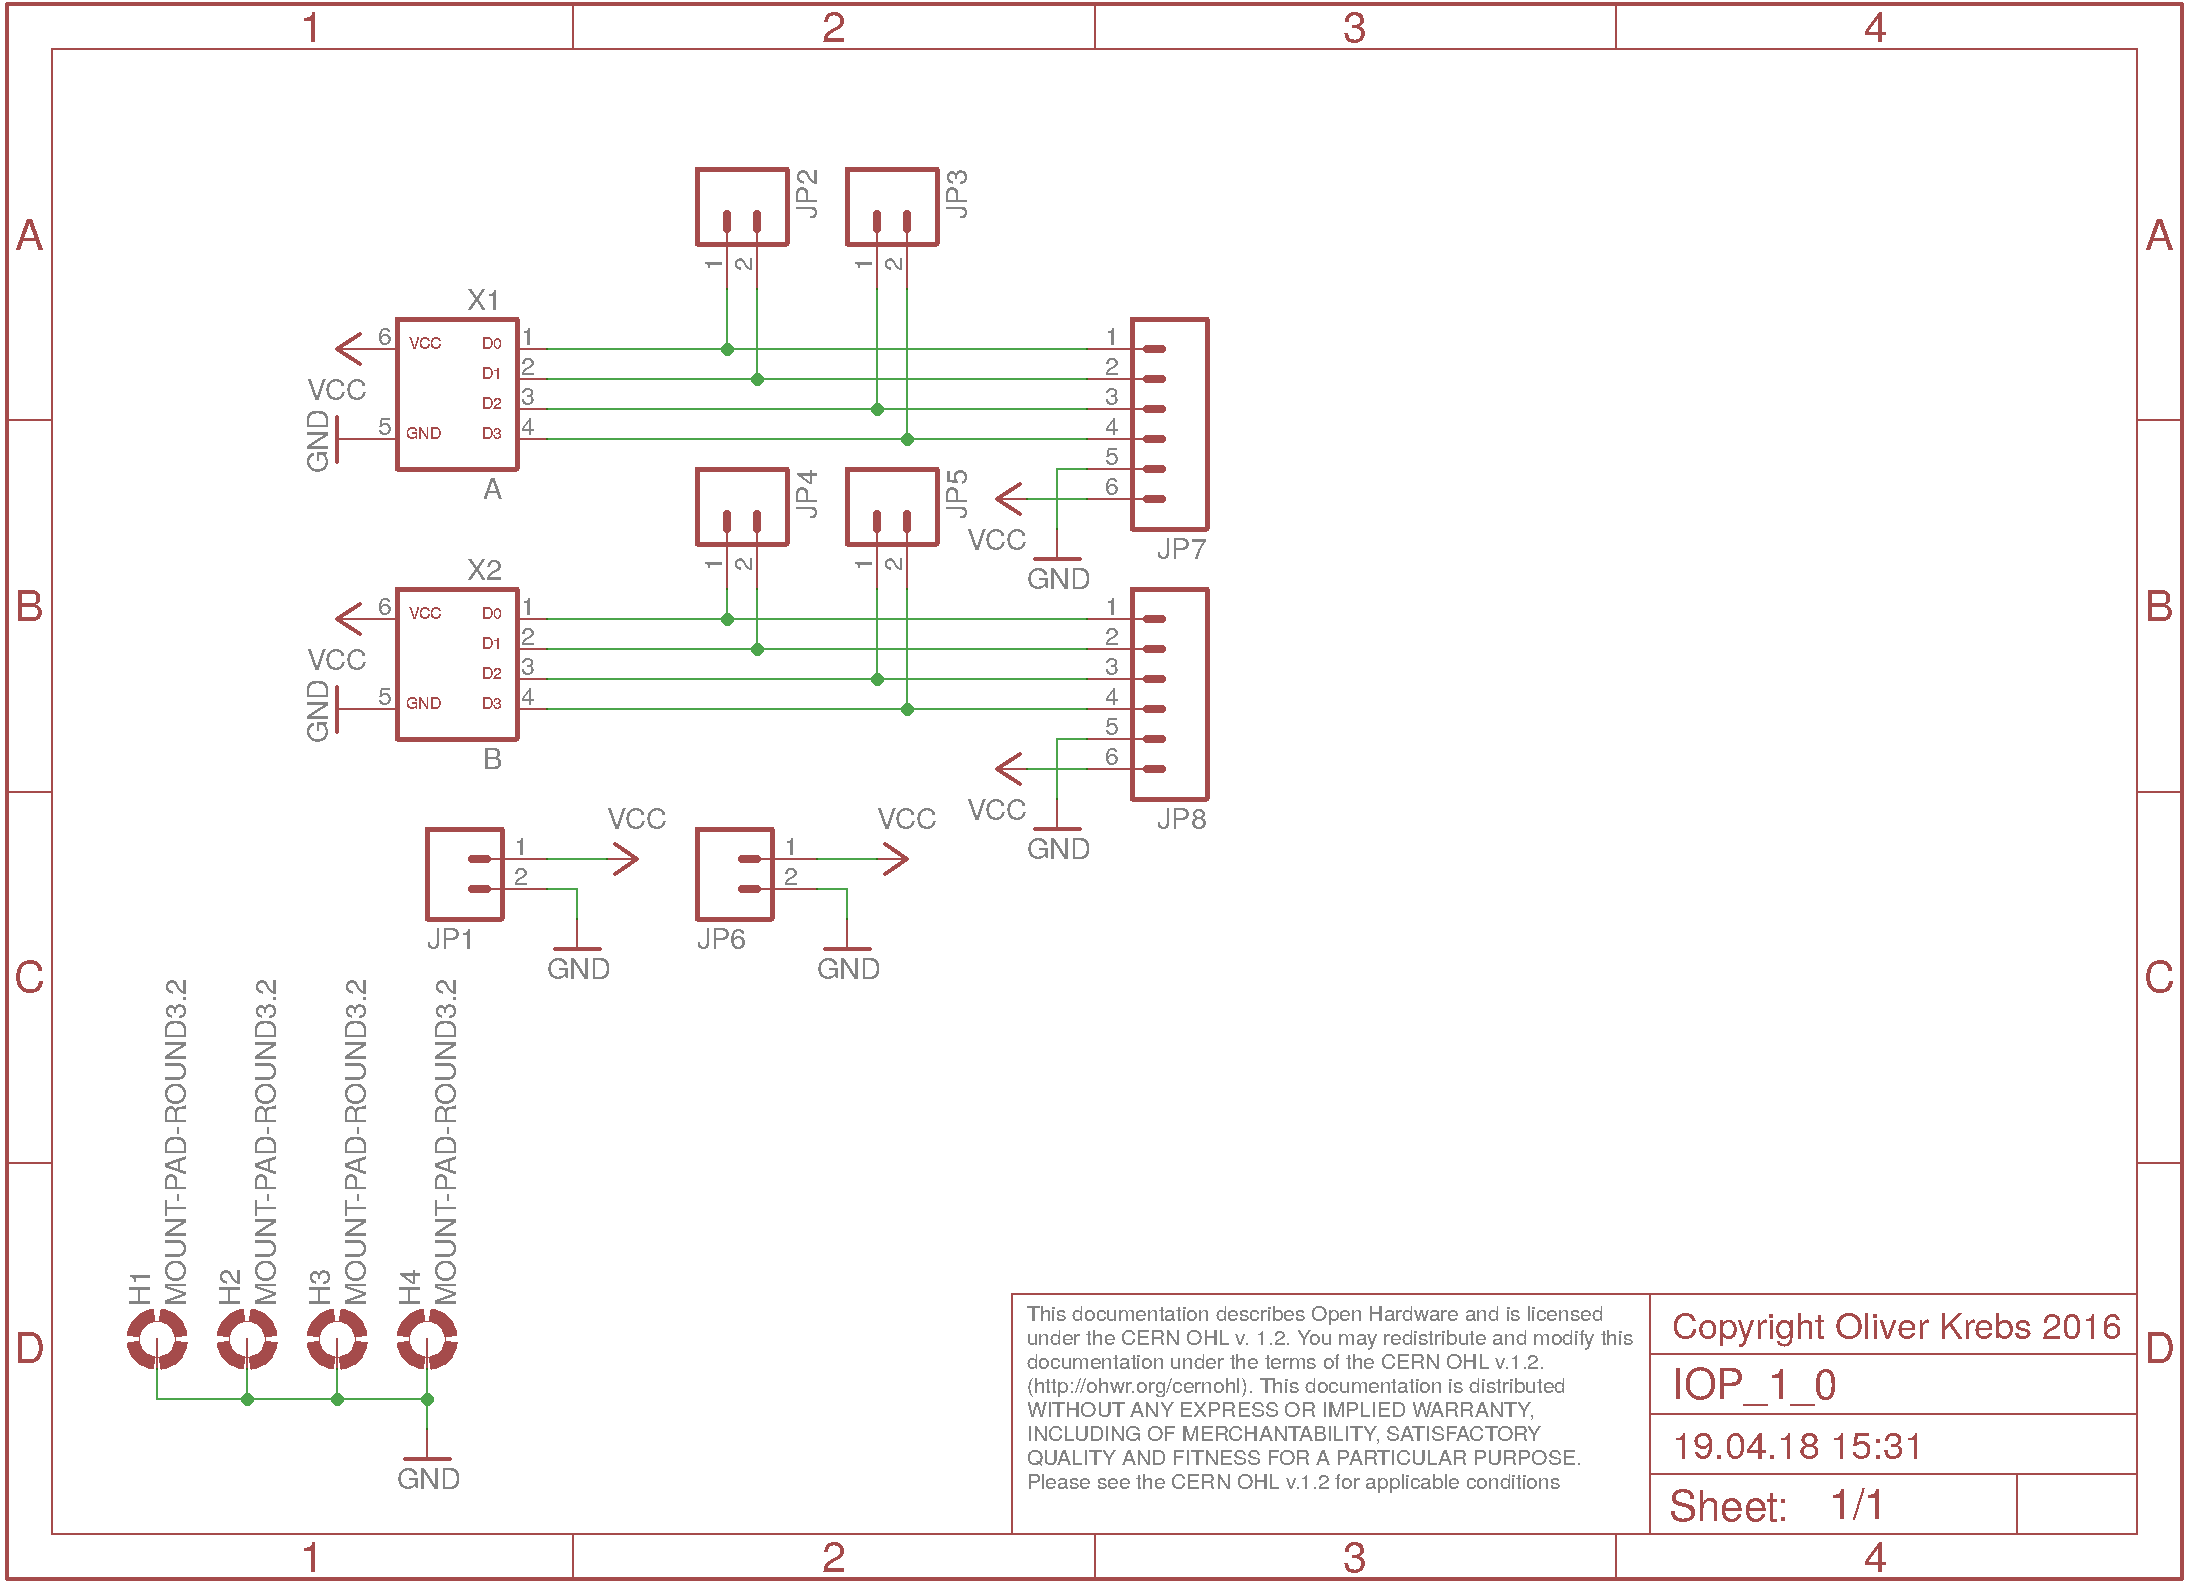 1 2 3 4
A A
JP2 JP3
1 2 1 2
X1
6 VCC D0 1 1
VCC D1 2 2
D2 3 3
GND 5 GND D3 4 4
5
6
A
VCC
GND
JP7
JP4 JP5
1 2 1 2
X2
B B
6 VCC D0 1 1
VCC D1 2 2
D2 3 3
GND 5 GND D3 4 4
5
6
B
VCC
GND
JP8
1 VCC
2
JP1
GND
1 VCC
2
JP6
GND
C C
H1 MOUNT-PAD-ROUND3.2
H2 MOUNT-PAD-ROUND3.2
H3 MOUNT-PAD-ROUND3.2
H4 MOUNT-PAD-ROUND3.2
GND
D D
This documentation describes Open Hardware and is licensed
under the CERN OHL v. 1.2. You may redistribute and modify this
documentation under the terms of the CERN OHL v.1.2.
(http://ohwr.org/cernohl). This documentation is distributed
WITHOUT ANY EXPRESS OR IMPLIED WARRANTY,
INCLUDING OF MERCHANTABILITY, SATISFACTORY
QUALITY AND FITNESS FOR A PARTICULAR PURPOSE.
Please see the CERN OHL v.1.2 for applicable conditions
Copyright Oliver Krebs 2016
IOP_1_0
19.04.18 15:31
Sheet: 1/1
1 2 3 4